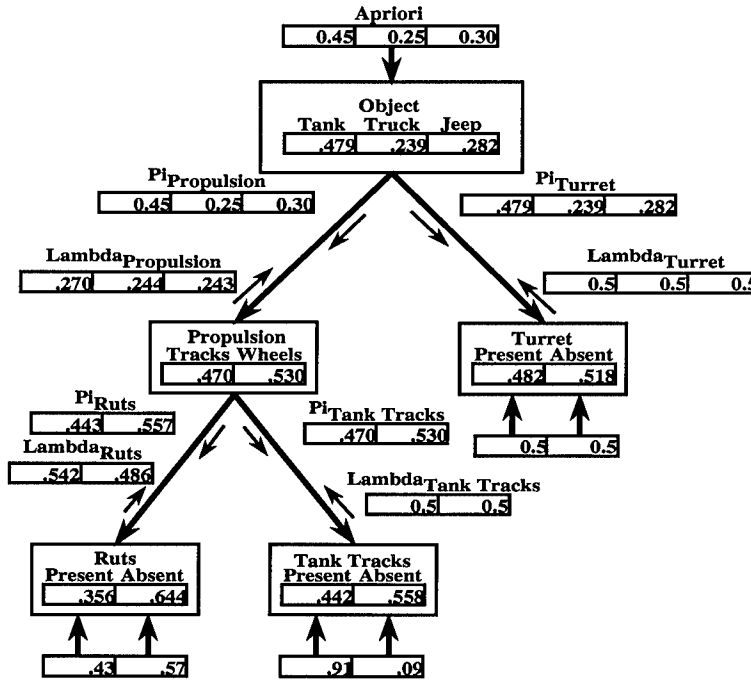 Apriori
0.45 0.25 0.30
Object
Tank Truck Jeep
.479 .239 .282
PiPropulsion
0.45 0.25 0.30
PiTurret
.479 .239 .282
LambdaPropulsion
.270 .244 .243
LambdaTurret
0.5 0.5 0.5
Propulsion
Tracks Wheels
.470 .530
Turret
Present Absent
.482 .518
PiRuts
.443 .557
PiTank Tracks
.470 .530
0.5 0.5
LambdaRuts
.542 .486
LambdaTank Tracks
0.5 0.5
Ruts
Present Absent
.356 .644
Tank Tracks
Present Absent
.442 .558
.43 .57
.91 .09